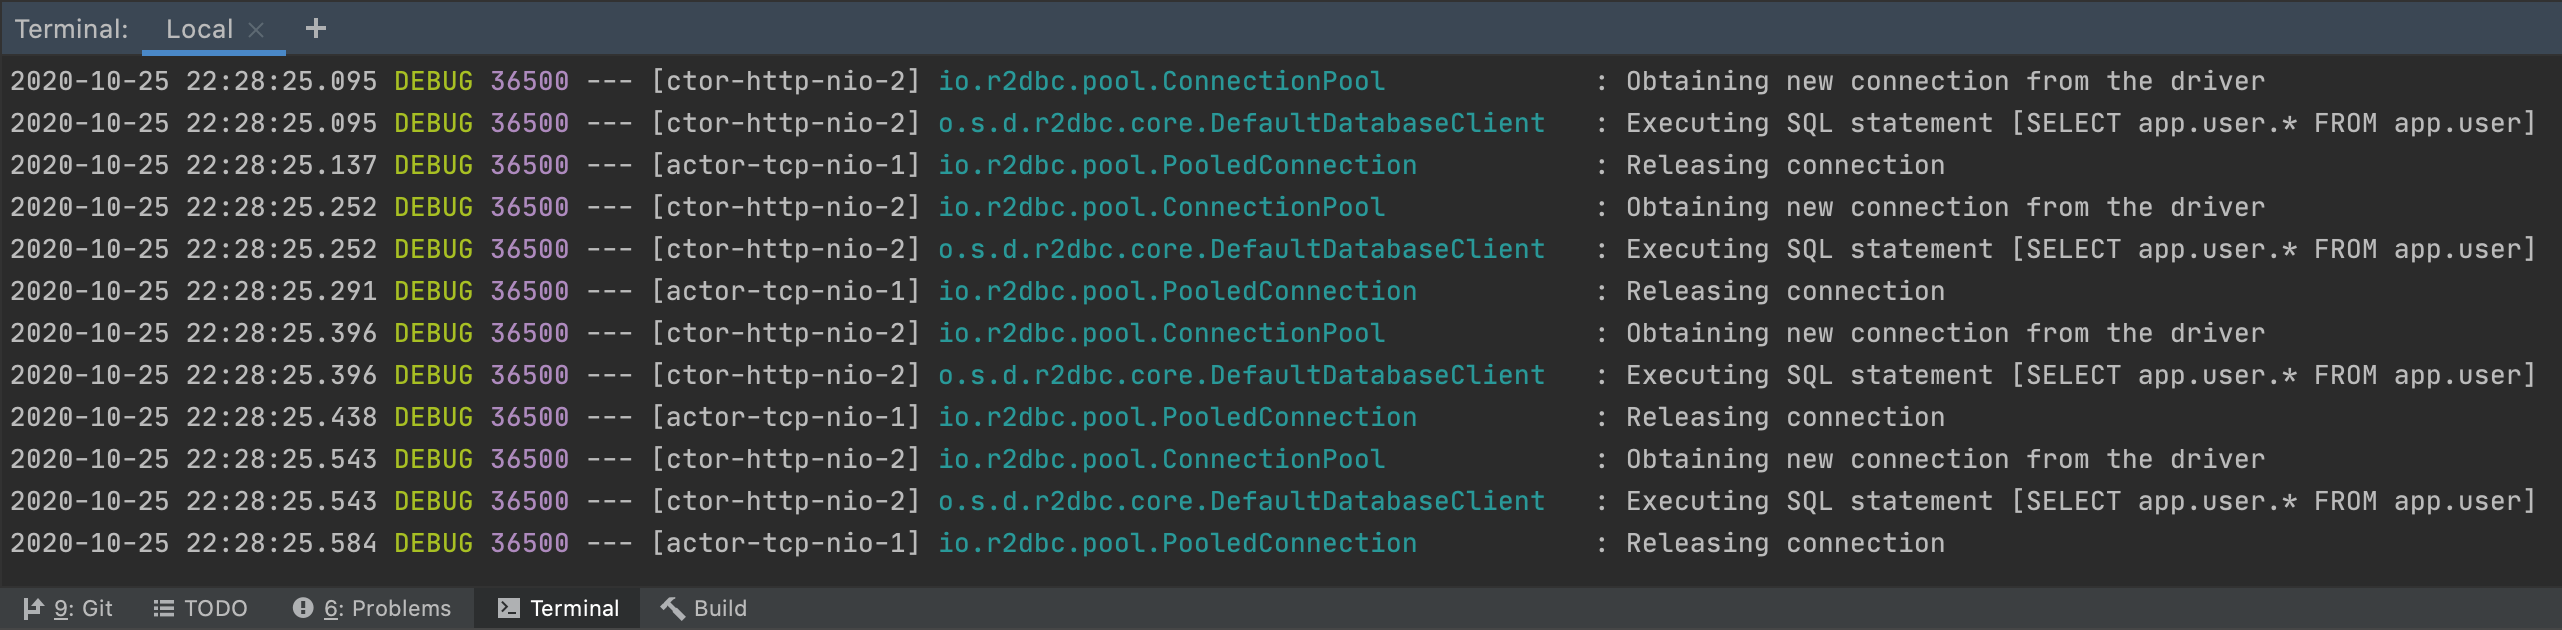 Terminal: Local × +
2020-10-25 22:28:25.095 DEBUG 36500 --- [ctor-http-nio-2] io.r2dbc.pool.ConnectionPool : Obtaining new connection from the driver
2020-10-25 22:28:25.095 DEBUG 36500 --- [ctor-http-nio-2] o.s.d.r2dbc.core.DefaultDatabaseClient : Executing SQL statement [SELECT app.user.* FROM app.user]
2020-10-25 22:28:25.137 DEBUG 36500 --- [actor-tcp-nio-1] io.r2dbc.pool.PooledConnection : Releasing connection
2020-10-25 22:28:25.252 DEBUG 36500 --- [ctor-http-nio-2] io.r2dbc.pool.ConnectionPool : Obtaining new connection from the driver
2020-10-25 22:28:25.252 DEBUG 36500 --- [ctor-http-nio-2] o.s.d.r2dbc.core.DefaultDatabaseClient : Executing SQL statement [SELECT app.user.* FROM app.user]
2020-10-25 22:28:25.291 DEBUG 36500 --- [actor-tcp-nio-1] io.r2dbc.pool.PooledConnection : Releasing connection
2020-10-25 22:28:25.396 DEBUG 36500 --- [ctor-http-nio-2] io.r2dbc.pool.ConnectionPool : Obtaining new connection from the driver
2020-10-25 22:28:25.396 DEBUG 36500 --- [ctor-http-nio-2] o.s.d.r2dbc.core.DefaultDatabaseClient : Executing SQL statement [SELECT app.user.* FROM app.user]
2020-10-25 22:28:25.438 DEBUG 36500 --- [actor-tcp-nio-1] io.r2dbc.pool.PooledConnection : Releasing connection
2020-10-25 22:28:25.543 DEBUG 36500 --- [ctor-http-nio-2] io.r2dbc.pool.ConnectionPool : Obtaining new connection from the driver
2020-10-25 22:28:25.543 DEBUG 36500 --- [ctor-http-nio-2] o.s.d.r2dbc.core.DefaultDatabaseClient : Executing SQL statement [SELECT app.user.* FROM app.user]
2020-10-25 22:28:25.584 DEBUG 36500 --- [actor-tcp-nio-1] io.r2dbc.pool.PooledConnection : Releasing connection
9: Git TODO 6: Problems Terminal Build